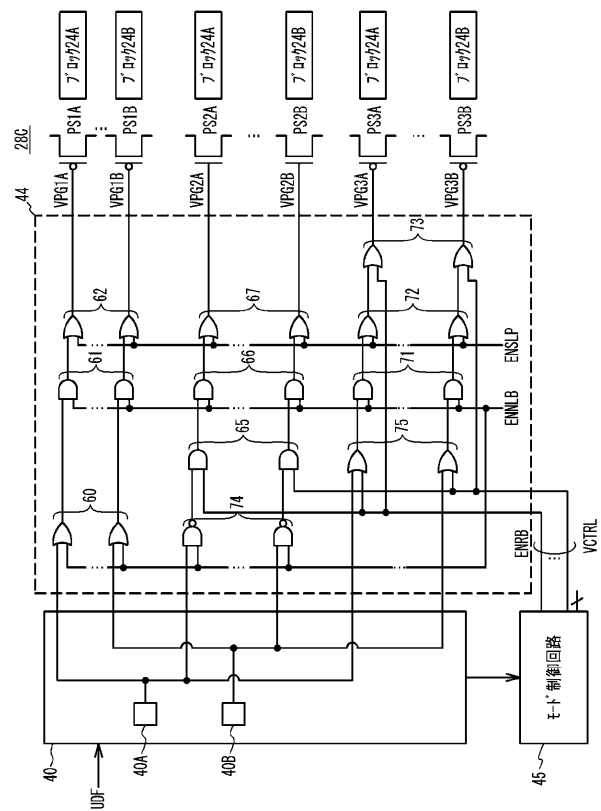 28C
ブロック24A
ブロック24B
ブロック24A
ブロック24B
ブロック24A
ブロック24B
PS1A
PS1B
PS2A
PS2B
PS3A
PS3B
VPG1A
VPG1B
VPG2A
VPG2B
VPG3A
VPG3B
44
73
62
67
72
ENSLP
61
66
71
ENNLB
65
75
60
74
ENRB
VCTRL
40
40A
40B
UDF
モード制御回路
45